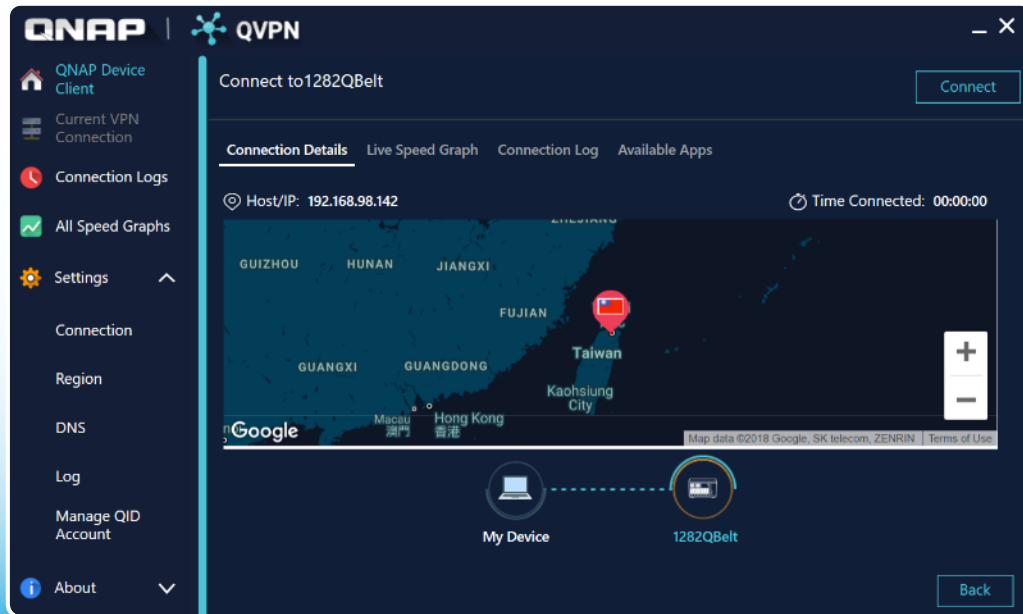 QNAP | QVPN
QNAP Device
Client
Current VPN
Connection
Connection Logs
All Speed Graphs
Settings
Connection
Region
DNS
Log
Manage QID
Account
About
Connect to1282QBelt
Connect
Connection Details Live Speed Graph Connection Log Available Apps
Host/IP: 192.168.98.142
Time Connected: 00:00:00
ZHEJIANG
GUIZHOU
HUNAN
JIANGXI
FUJIAN
Taiwan
GUANGXI
GUANGDONG
Kaohsiung
City
Macau
澳門
Hong Kong
香港
Google
Map data ©2018 Google, SK telecom, ZENRIN
Terms of Use
My Device
1282QBelt
Back